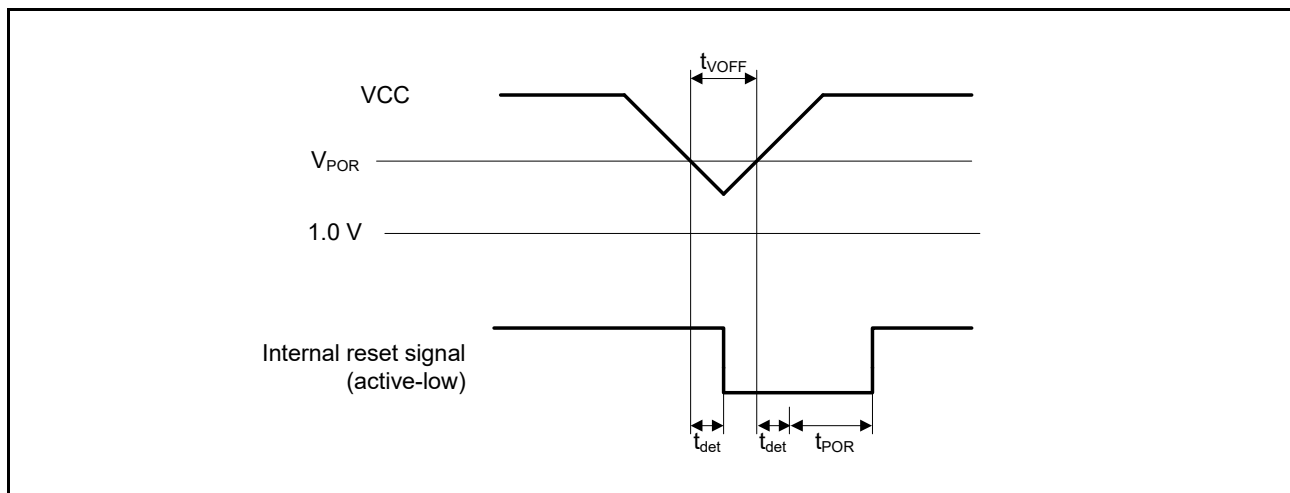 tVOFF
VCC
VPOR
1.0 V
Internal reset signal
(active-low)
tdet
tdet
tPOR